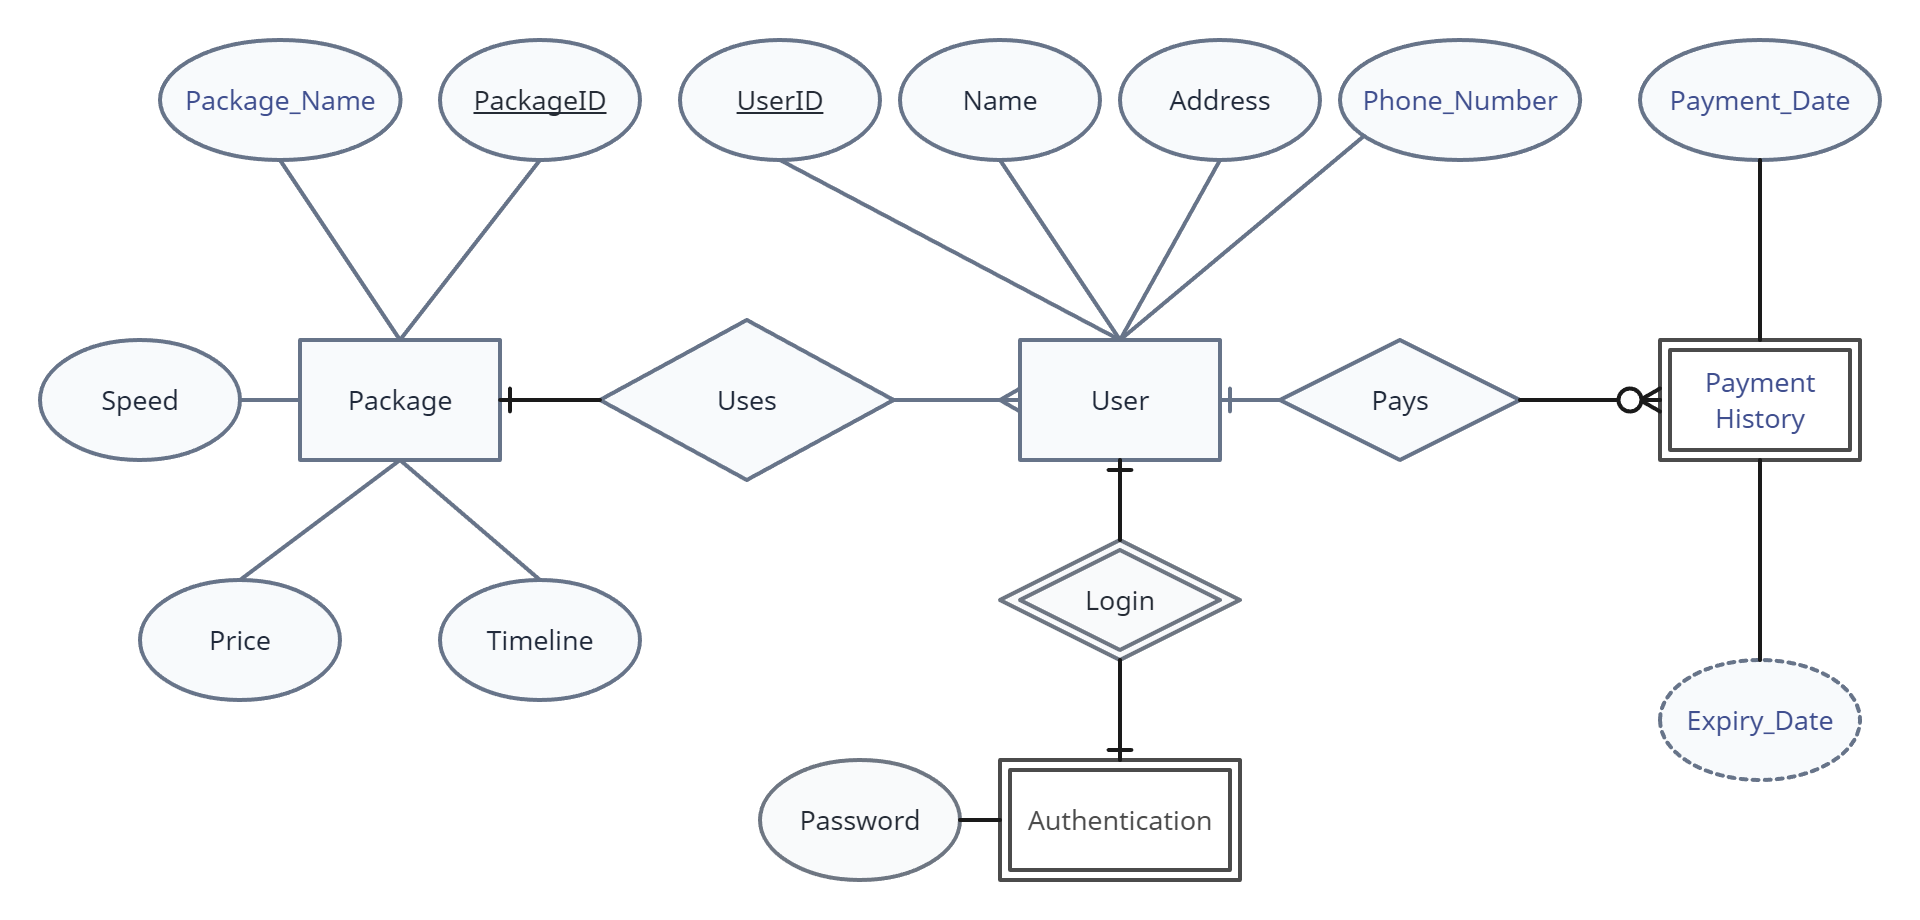 Package_Name
PackageID
UserID
Name
Address
Phone_Number
Payment_Date
Speed
Package
Uses
User
Pays
Payment
History
Login
Price
Timeline
Expiry_Date
Password
Authentication